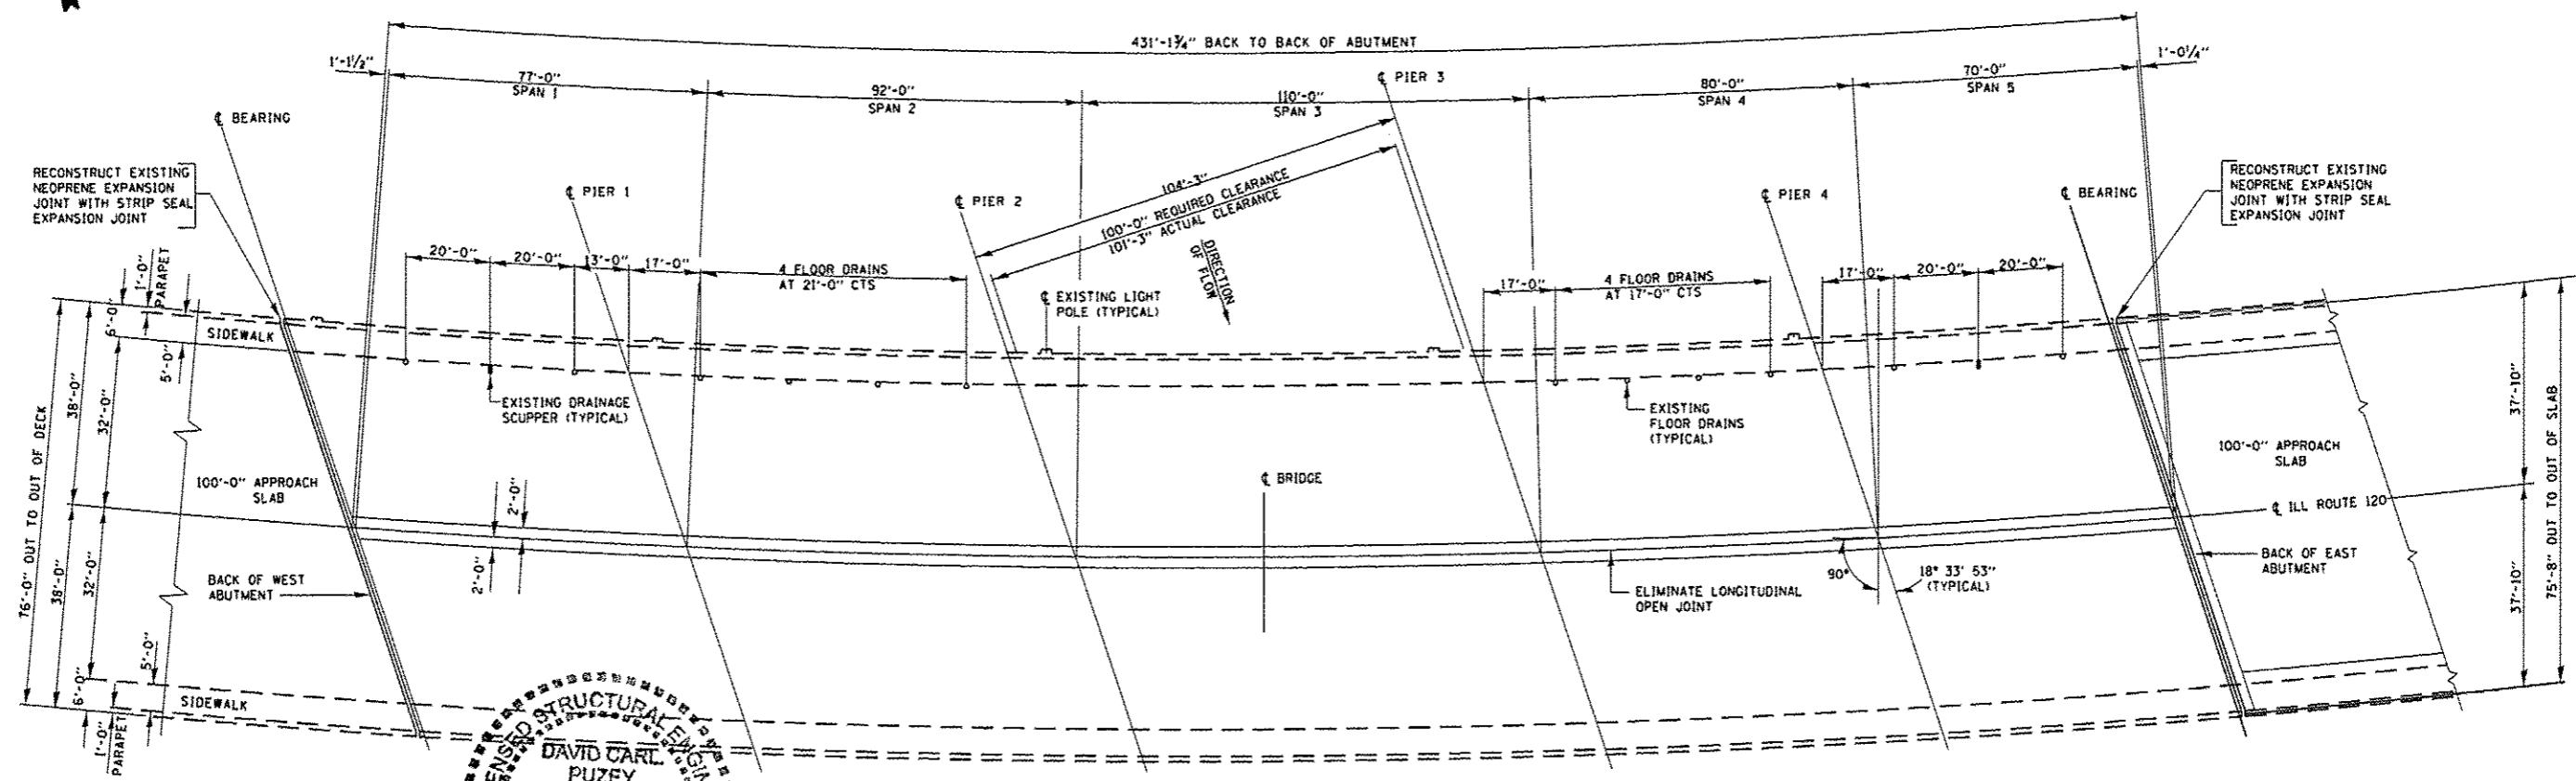 431'-1¾" BACK TO BACK OF ABUTMENT
1'-1½"
77'-0"
SPAN 1
92'-0"
SPAN 2
110'-0"
SPAN 3
80'-0"
SPAN 4
70'-0"
SPAN 5
1'-0¼"
℄ BEARING
℄ PIER 1
℄ PIER 2
℄ PIER 3
℄ PIER 4
℄ BEARING
RECONSTRUCT EXISTING
NEOPRENE EXPANSION
JOINT WITH STRIP SEAL
EXPANSION JOINT
RECONSTRUCT EXISTING
NEOPRENE EXPANSION
JOINT WITH STRIP SEAL
EXPANSION JOINT
104'-3"
100'-0" REQUIRED CLEARANCE
101'-3" ACTUAL CLEARANCE
DIRECTION
OF FLOW
20'-0"
20'-0"
13'-0"
17'-0"
4 FLOOR DRAINS
AT 21'-0" CTS
17'-0"
4 FLOOR DRAINS
AT 17'-0" CTS
17'-0"
20'-0"
20'-0"
℄ EXISTING LIGHT
POLE (TYPICAL)
1'-0"
PARAPET
6'-0"
SIDEWALK
5'-0"
EXISTING DRAINAGE
SCUPPER (TYPICAL)
EXISTING
FLOOR DRAINS
(TYPICAL)
76'-0" OUT TO OUT OF DECK
38'-0"
32'-0"
38'-0"
32'-0"
100'-0" APPROACH
SLAB
2'-0"
2'-0"
℄ BRIDGE
100'-0" APPROACH
SLAB
37'-10"
37'-10"
75'-8" OUT TO OUT OF SLAB
℄ ILL ROUTE 120
BACK OF WEST
ABUTMENT
ELIMINATE LONGITUDINAL
OPEN JOINT
90°
18° 33' 53"
(TYPICAL)
BACK OF EAST
ABUTMENT
5'-0"
6'-0"
SIDEWALK
1'-0"
PARAPET
STRUCTURAL
DAVID CARL
PUZEY